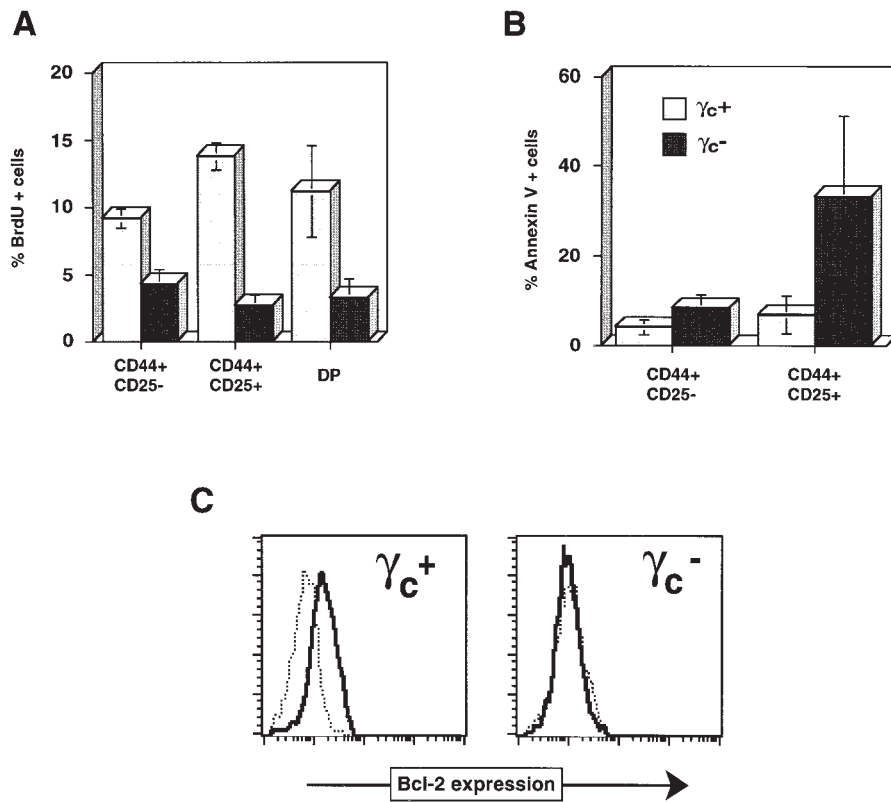 A
20
15
10
5
0
% BrdU + cells
CD44+
CD25-
CD44+
CD25+
DP
B
60
40
20
0
% Annexin V + cells
γc+
γc-
CD44+
CD25-
CD44+
CD25+
C
γc+
γc-
Bcl-2 expression